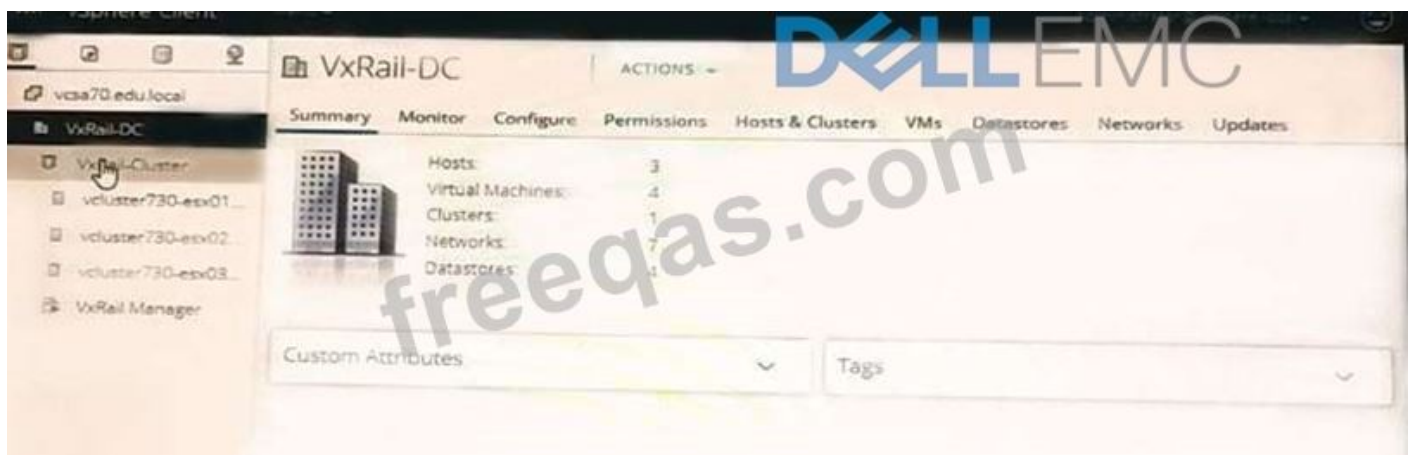 vSphere Client
DELLEMC
VxRail-DC
ACTIONS
vcsa70.edu.local
VxRail-DC
Summary Monitor Configure Permissions Hosts & Clusters VMs Datastores Networks Updates
VxRail-Cluster
Hosts: 3
vcluster730-esx01...
Virtual Machines: 4
Clusters: 1
vcluster730-esx02...
Networks: 7
vcluster730-esx03...
Datastores: 4
VxRail Manager
freeqas.com
Custom Attributes
Tags